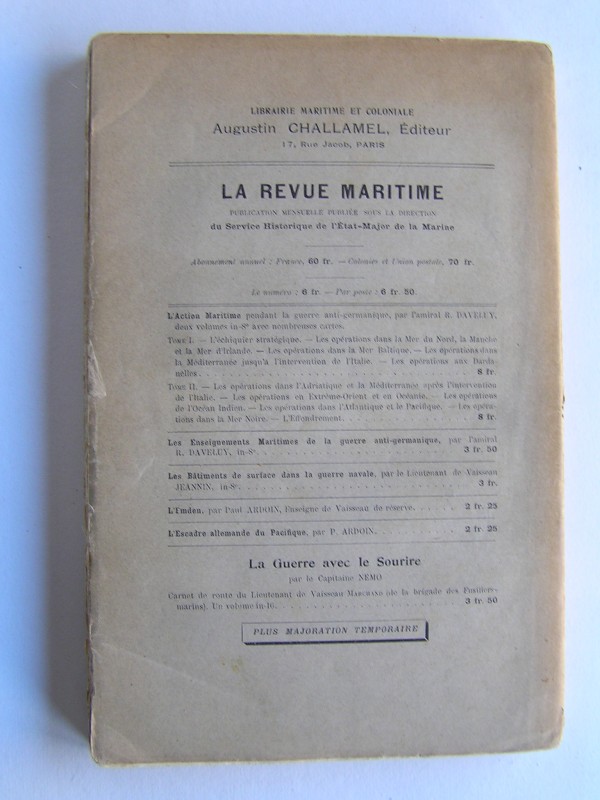 LIBRAIRIE MARITIME ET COLONIALE
Augustin CHALLAMEL, Éditeur
17, Rue Jacob, PARIS
LA REVUE MARITIME
PUBLICATION MENSUELLE PUBLIÉE SOUS LA DIRECTION
du Service Historique de l'État-Major de la Marine
Abonnement annuel : France, 60 fr. — Colonies et Union postale, 70 fr.
Le numéro : 6 fr. — Par poste : 6 fr. 50.
L'Action Maritime pendant la guerre anti-germanique, par l'amiral R. DAVELUY,
deux volumes in-8º avec nombreuses cartes.
TOME I. — L'échiquier stratégique. — Les opérations dans la Mer du Nord, la Manche
et la Mer d'Irlande. — Les opérations dans la Mer Baltique. — Les opérations dans
la Méditerranée jusqu'à l'intervention de l'Italie. — Les opérations aux Darda-
nelles. . . . . . . . . . . . . . . . . . . . 8 fr.
TOME II. — Les opérations dans l'Adriatique et la Méditerranée après l'intervention
de l'Italie. — Les opérations en Extrême-Orient et en Océanie. — Les opérations
de l'Océan Indien. — Les opérations dans l'Atlantique et le Pacifique. — Les opéra-
tions dans la Mer Noire. — L'Effondrement. . . . . . . . . . 8 fr.
Les Enseignements Maritimes de la guerre anti-germanique, par l'amiral
R. DAVELUY, in-8º. . . . . . . . . . . . . . . 3 fr. 50
Les Bâtiments de surface dans la guerre navale, par le Lieutenant de Vaisseau
JEANNIN, in-8º. . . . . . . . . . . . . . . . 3 fr.
L'Emden, par Paul ARDOIN, Enseigne de Vaisseau de réserve. . . . . . 2 fr. 25
L'Escadre allemande du Pacifique, par P. ARDOIN. . . . . . . . 2 fr. 25
La Guerre avec le Sourire
par le Capitaine NEMO
Carnet de route du Lieutenant de Vaisseau MARCHAND (de la brigade des Fusiliers-
marins). Un volume in-16. . . . . . . . . . . . . . 3 fr. 50
PLUS MAJORATION TEMPORAIRE